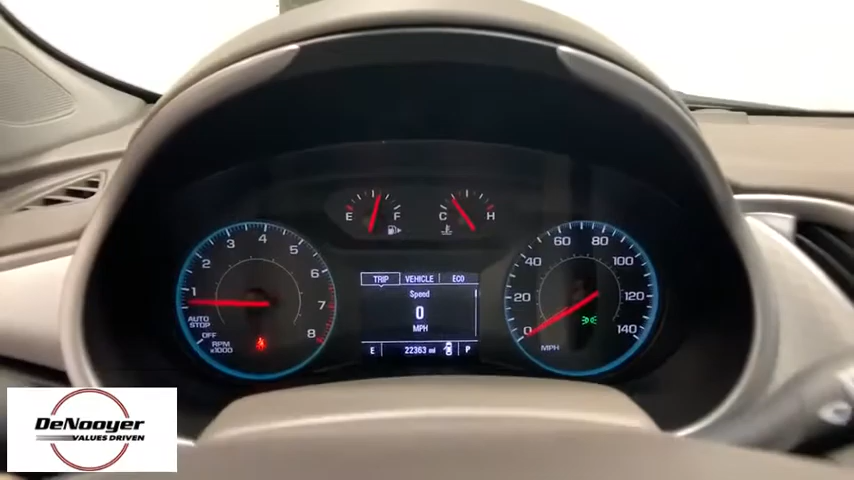 E F
C H
1 2 3 4 5 6 7 8
AUTO
STOP
OFF
RPM
x1000
TRIP VEHICLE ECO
Speed
0
MPH
E 22363 mi P
0 20 40 60 80 100 120 140
MPH
DeNooyer
VALUES DRIVEN